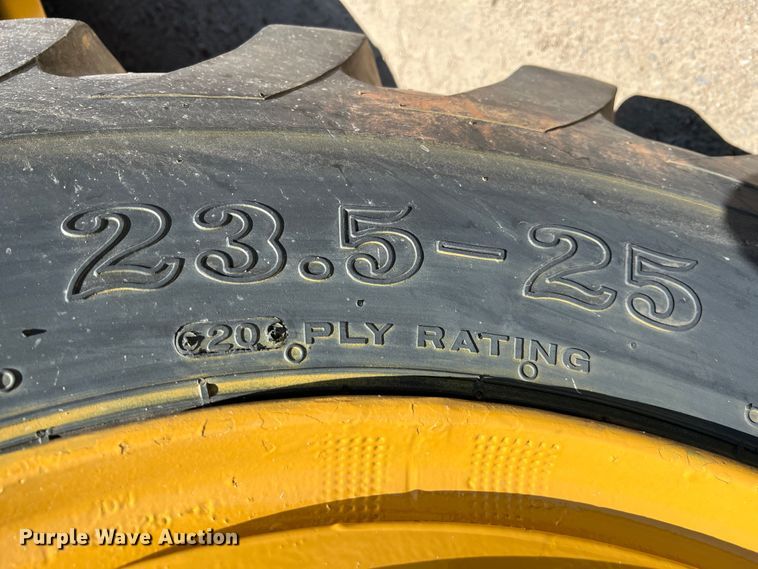 23.5-25
20 PLY RATING
Purple Wave Auction®